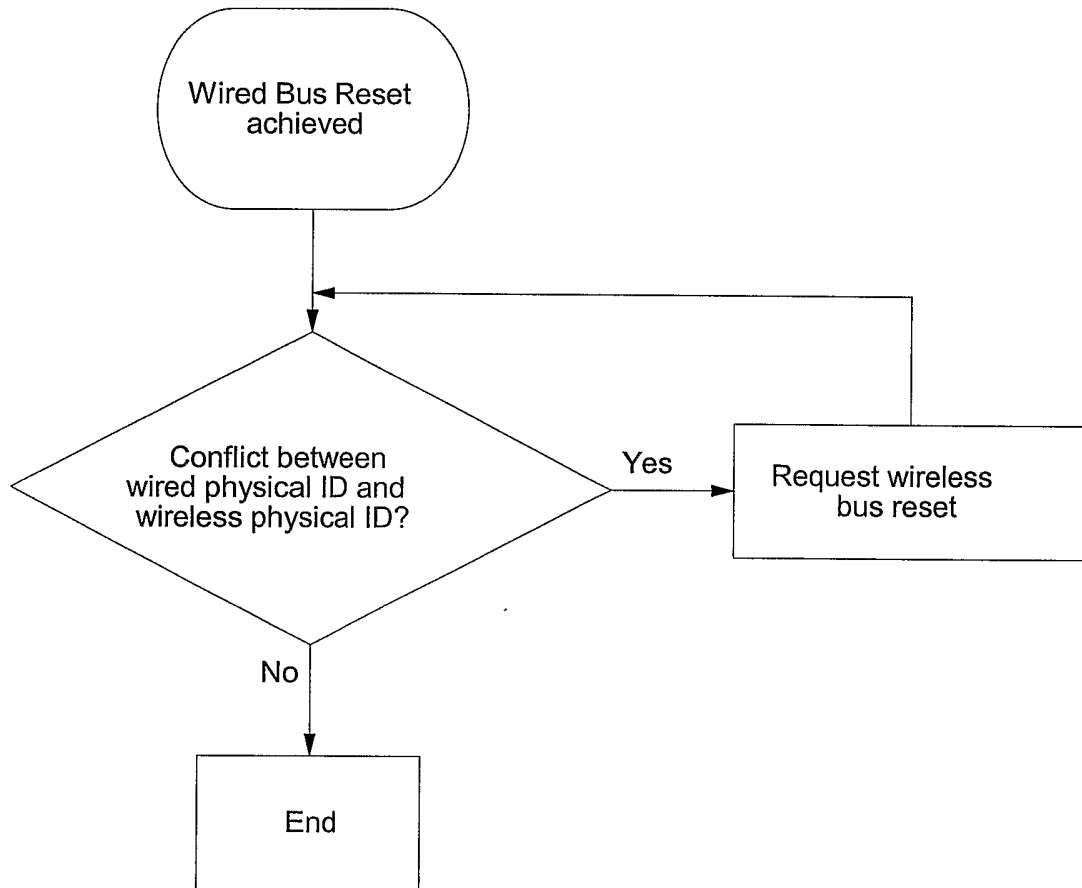 Wired Bus Reset
achieved
Conflict between
wired physical ID and
wireless physical ID?
Yes
Request wireless
bus reset
No
End